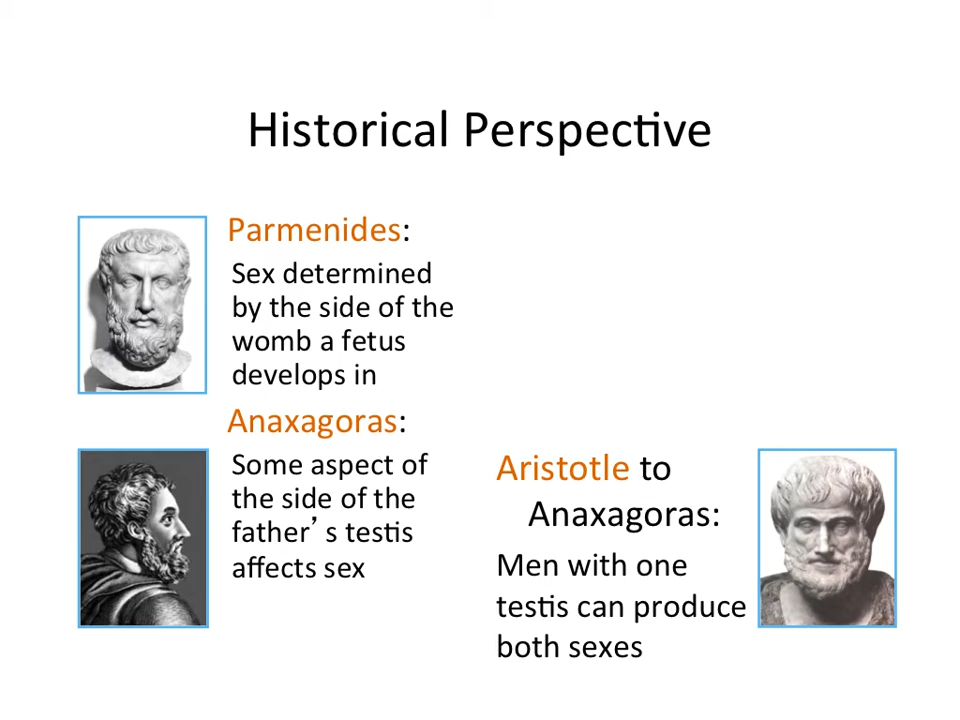 Historical Perspective
Parmenides:
Sex determined
by the side of the
womb a fetus
develops in
Anaxagoras:
Some aspect of
the side of the
father’ s testis
affects sex
Aristotle to
Anaxagoras:
Men with one
testis can produce
both sexes